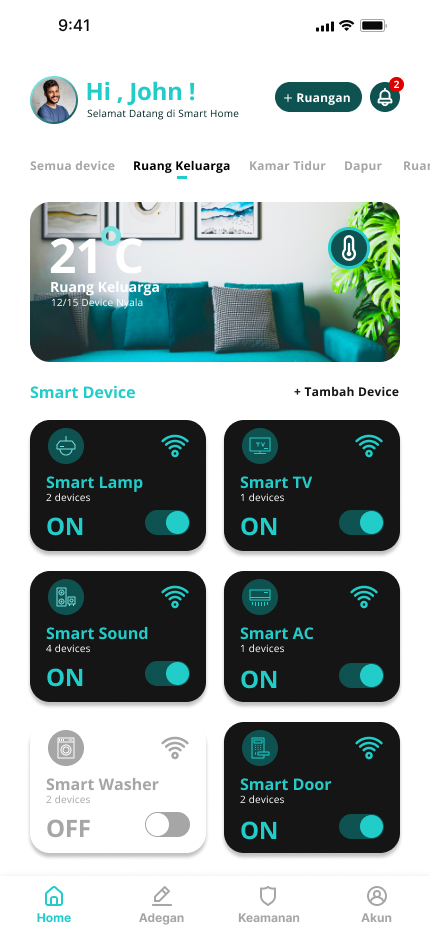 9:41
Hi , John !
Selamat Datang di Smart Home
+ Ruangan
2
Semua device Ruang Keluarga Kamar Tidur Dapur Ruan
21 C
Ruang Keluarga
12/15 Device Nyala
Smart Device
+ Tambah Device
Smart Lamp
2 devices
ON
TV
Smart TV
1 devices
ON
Smart Sound
4 devices
ON
Smart AC
1 devices
ON
Smart Washer
2 devices
OFF
Smart Door
2 devices
ON
Home Adegan Keamanan Akun